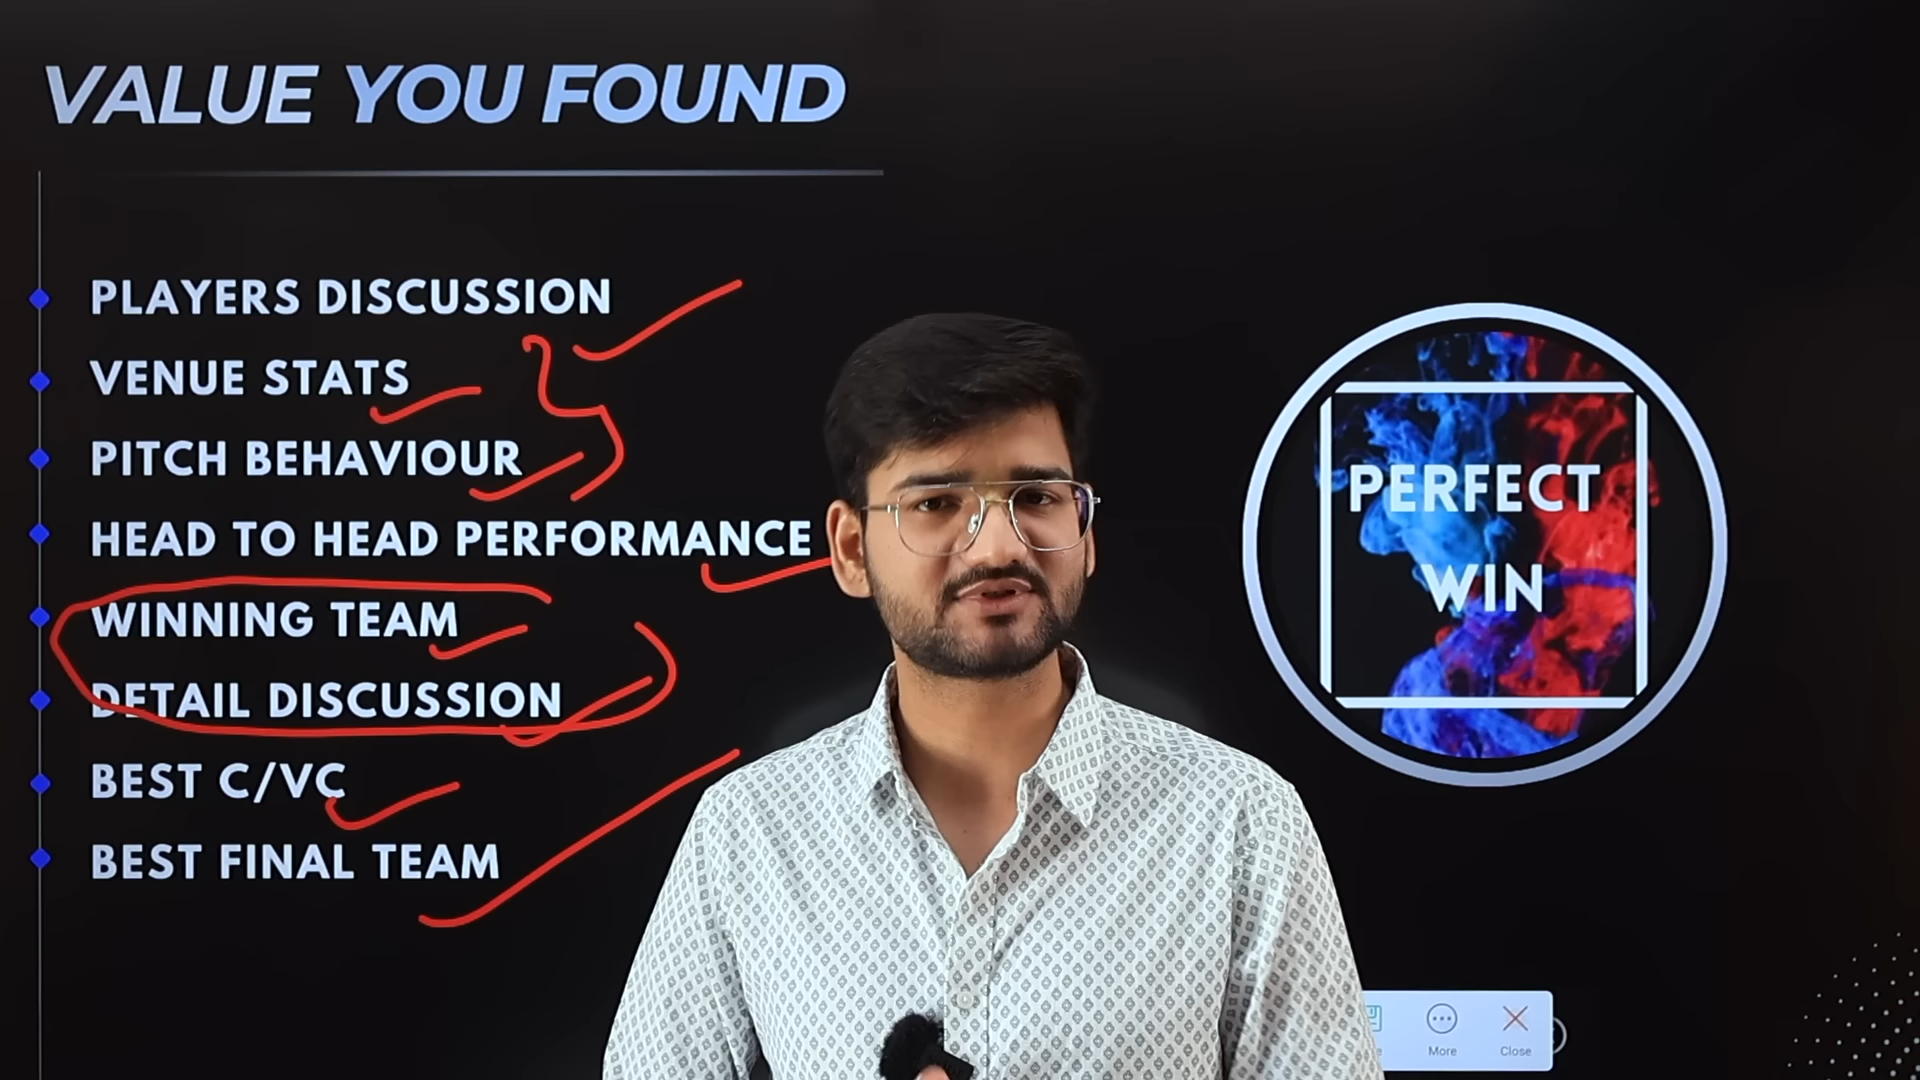 VALUE YOU FOUND
PLAYERS DISCUSSION
VENUE STATS
PITCH BEHAVIOUR
HEAD TO HEAD PERFORMANCE
WINNING TEAM
DETAIL DISCUSSION
BEST C/VC
BEST FINAL TEAM
PERFECT
WIN
More
Close